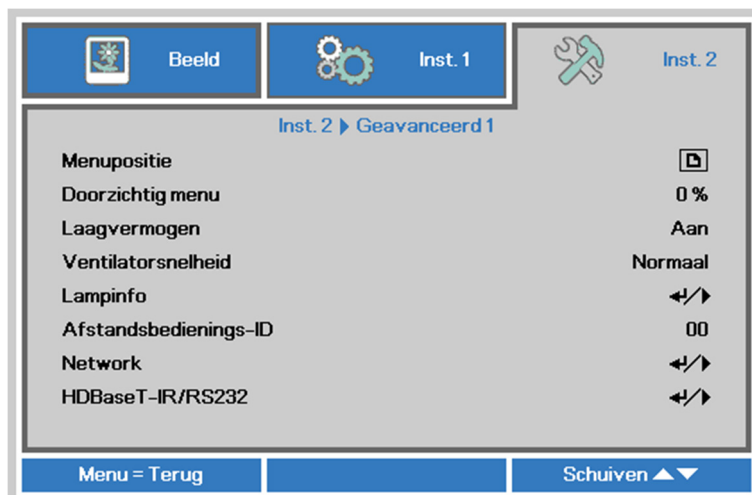 Beeld
Inst. 1
Inst. 2
Inst. 2 ▶ Geavanceerd 1
Menupositie
Doorzichtig menu 0 %
Laagvermogen Aan
Ventilatorsnelheid Normaal
Lampinfo ↵/▶
Afstandsbedienings-ID 00
Network ↵/▶
HDBaseT-IR/RS232 ↵/▶
Menu = Terug Schuiven ▲▼